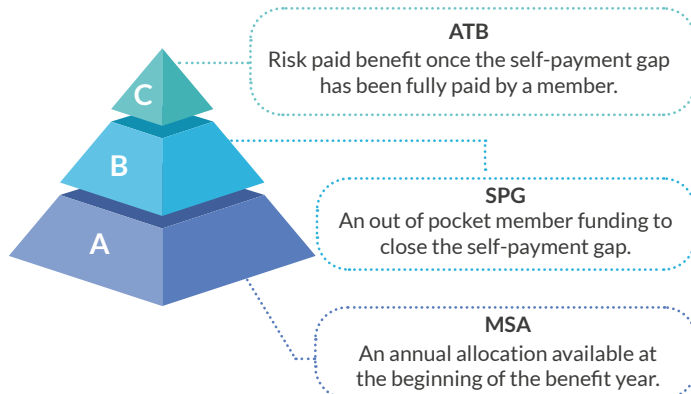 ATB
Risk paid benefit once the self-payment gap
has been fully paid by a member.
C
B
SPG
An out of pocket member funding to
close the self-payment gap.
A
MSA
An annual allocation available at
the beginning of the benefit year.